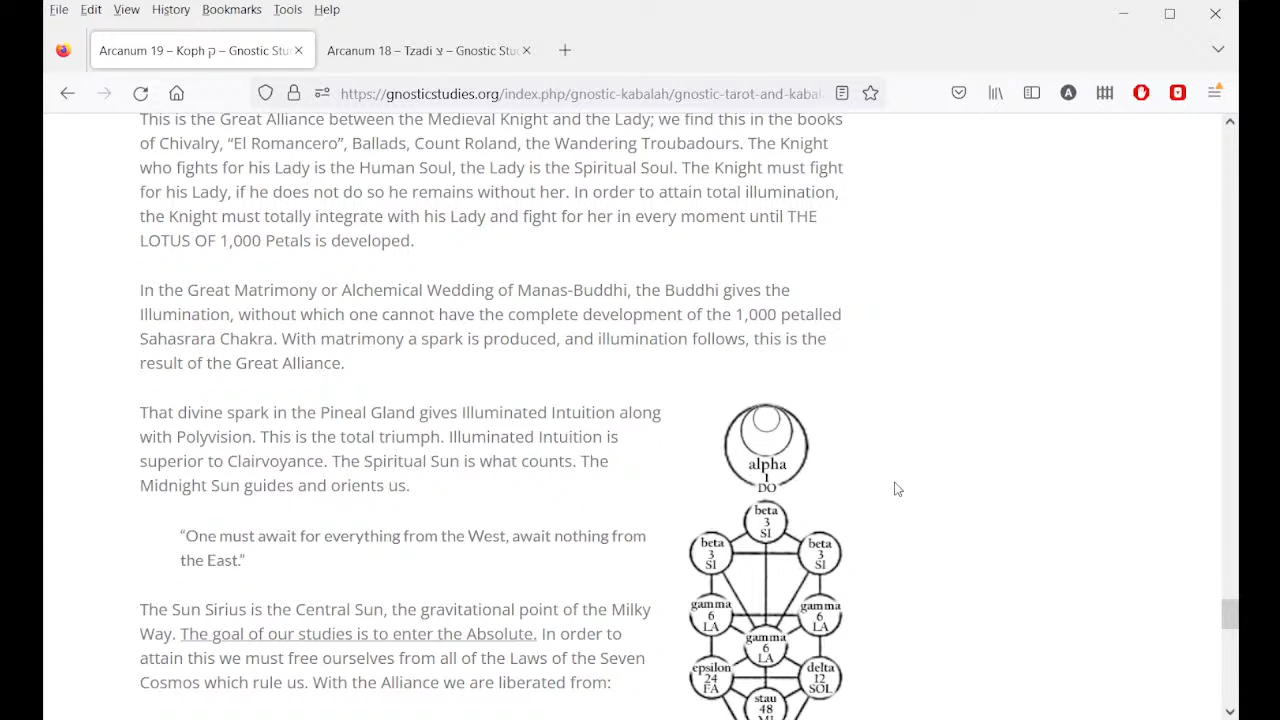 File Edit View History Bookmarks Tools Help
Arcanum 19 – Koph ק – Gnostic Stu
Arcanum 18 – Tzadi צ – Gnostic Stu
https://gnosticstudies.org/index.php/gnostic-kabalah/gnostic-tarot-and-kabal
This is the Great Alliance between the Medieval Knight and the Lady; we find this in the books
of Chivalry, “El Romancero”, Ballads, Count Roland, the Wandering Troubadours. The Knight
who fights for his Lady is the Human Soul, the Lady is the Spiritual Soul. The Knight must fight
for his Lady, if he does not do so he remains without her. In order to attain total illumination,
the Knight must totally integrate with his Lady and fight for her in every moment until THE
LOTUS OF 1,000 Petals is developed.
In the Great Matrimony or Alchemical Wedding of Manas-Buddhi, the Buddhi gives the
Illumination, without which one cannot have the complete development of the 1,000 petalled
Sahasrara Chakra. With matrimony a spark is produced, and illumination follows, this is the
result of the Great Alliance.
That divine spark in the Pineal Gland gives Illuminated Intuition along
with Polyvision. This is the total triumph. Illuminated Intuition is
superior to Clairvoyance. The Spiritual Sun is what counts. The
Midnight Sun guides and orients us.
“One must await for everything from the West, await nothing from
the East.”
The Sun Sirius is the Central Sun, the gravitational point of the Milky
Way. The goal of our studies is to enter the Absolute. In order to
attain this we must free ourselves from all of the Laws of the Seven
Cosmos which rule us. With the Alliance we are liberated from:
alpha
1
DO
beta
3
SI
beta
3
SI
beta
3
SI
gamma
6
LA
gamma
6
LA
gamma
6
LA
epsilon
24
FA
delta
12
SOL
stau
48
MI